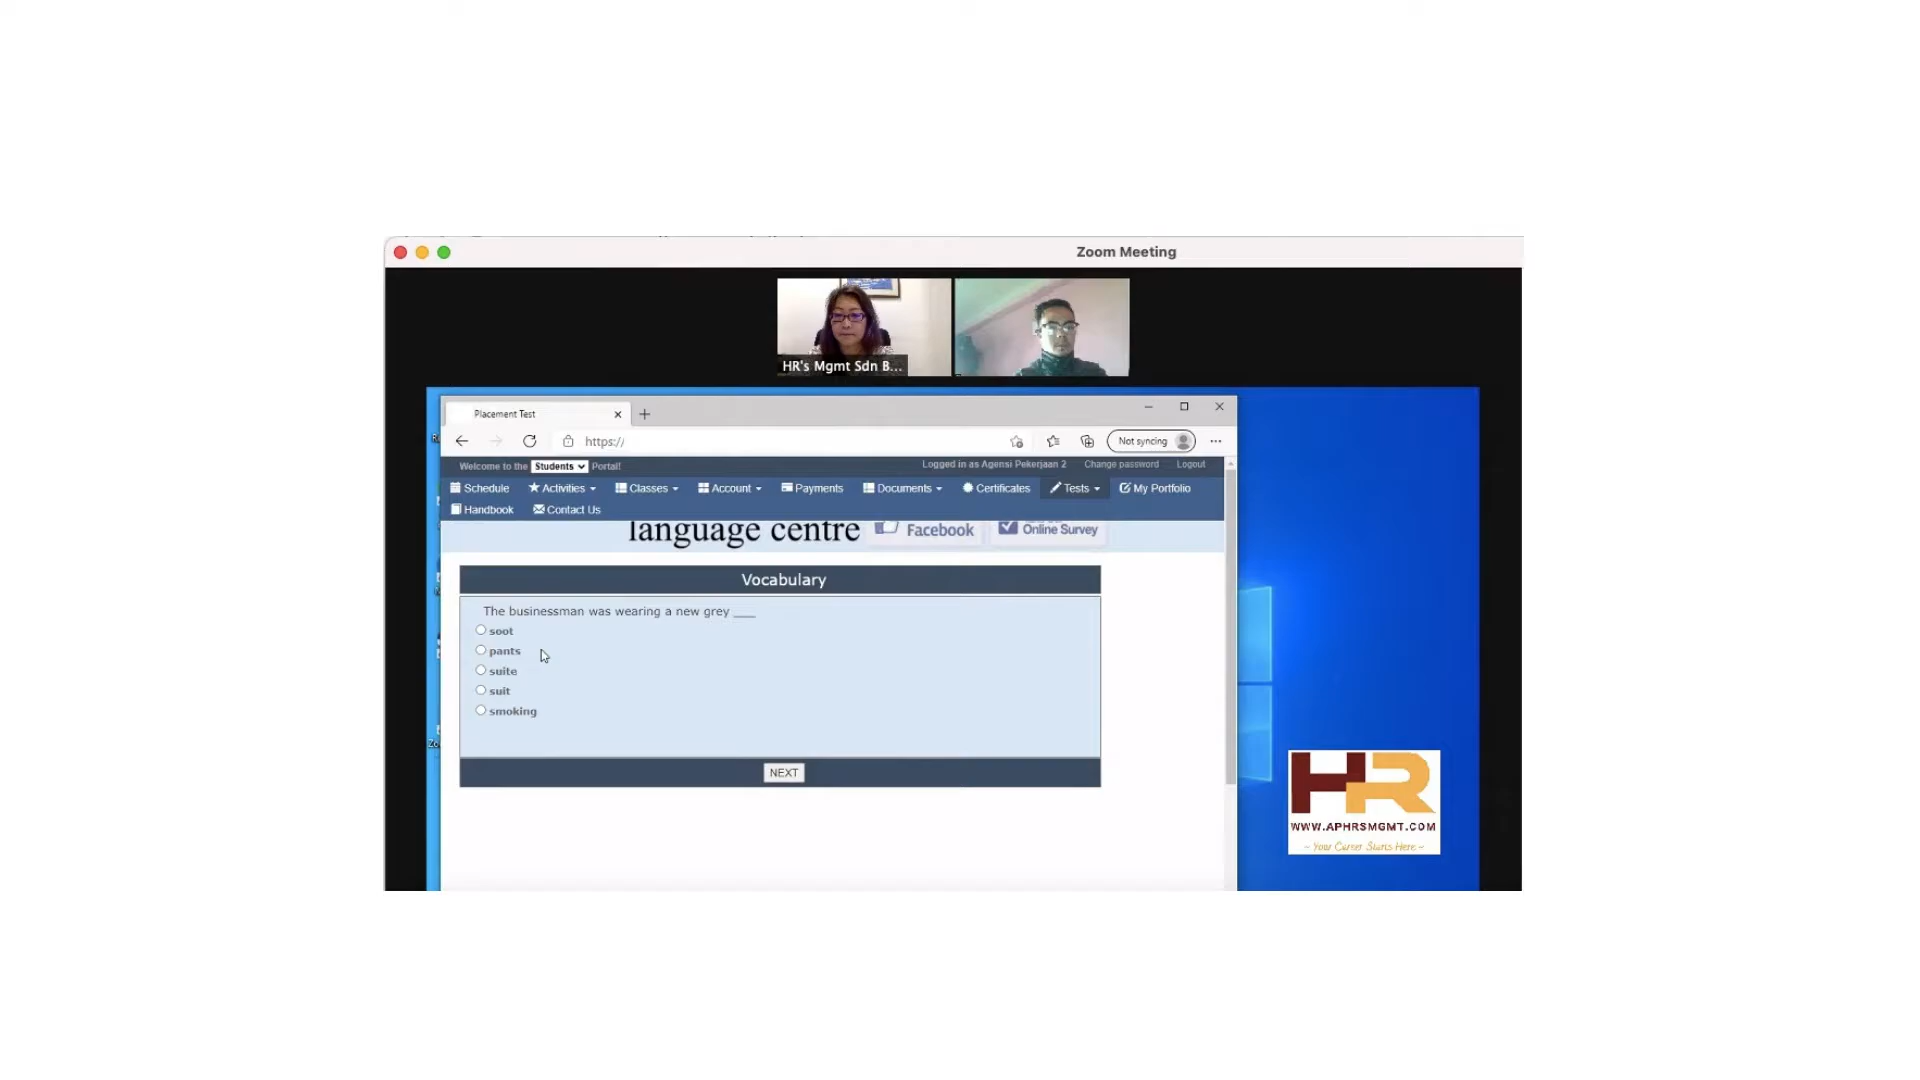 Zoom Meeting
HR's Mgmt Sdn B...
Placement Test
https://
Not syncing
Welcome to the Students Portal!
Logged in as Agensi Pekerjaan 2 Change password Logout
Schedule Activities Classes Account Payments Documents Certificates Tests My Portfolio
Handbook Contact Us
language centre Facebook Online Survey
Vocabulary
The businessman was wearing a new grey ____
soot
pants
suite
suit
smoking
NEXT
HR
WWW.APHRSMGMT.COM
~ Your Career Starts Here ~